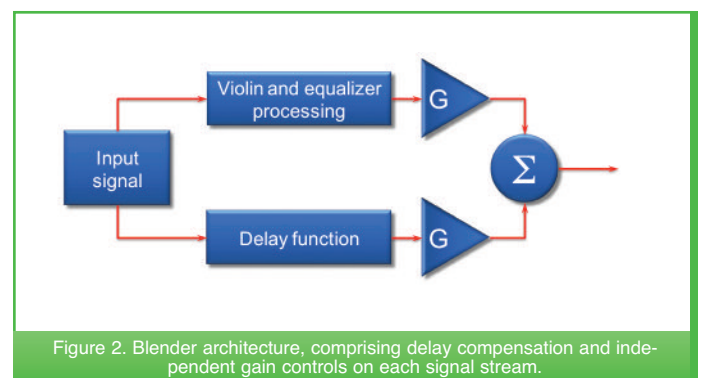 Violin and equalizer
processing
G
Input
signal
Σ
Delay function
G
Figure 2. Blender architecture, comprising delay compensation and inde-
pendent gain controls on each signal stream.